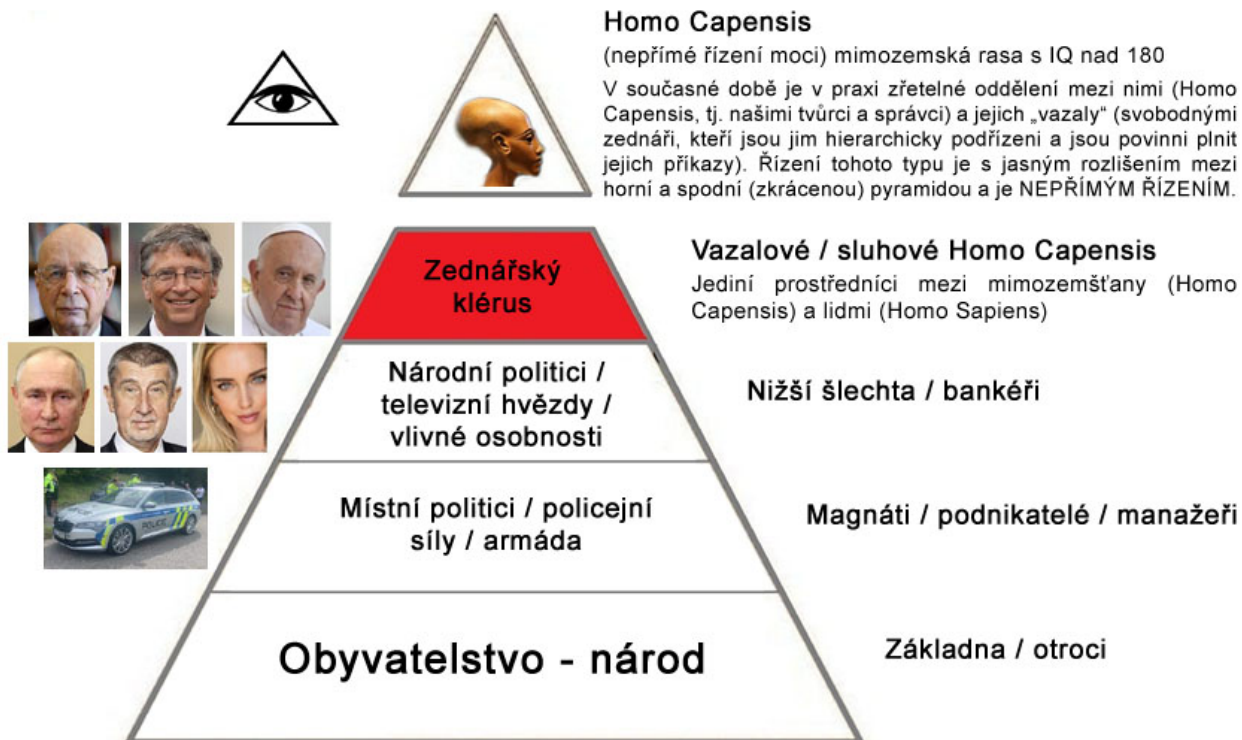 Homo Capensis
(nepřímé řízení moci) mimozemská rasa s IQ nad 180
V současné době je v praxi zřetelné oddělení mezi nimi (Homo
Capensis, tj. našimi tvůrci a správci) a jejich „vazaly“ (svobodnými
zednáři, kteří jsou jim hierarchicky podřízeni a jsou povinni plnit
jejich příkazy). Řízení tohoto typu je s jasným rozlišením mezi
horní a spodní (zkrácenou) pyramidou a je NEPŘÍMÝM ŘÍZENÍM.
Zednářský
klérus
Vazalové / sluhové Homo Capensis
Jediní prostředníci mezi mimozemšťany (Homo
Capensis) a lidmi (Homo Sapiens)
Národní politici /
televizní hvězdy /
vlivné osobnosti
Nižší šlechta / bankéři
POLICIE
Místní politici / policejní
síly / armáda
Magnáti / podnikatelé / manažeři
Obyvatelstvo - národ
Základna / otroci